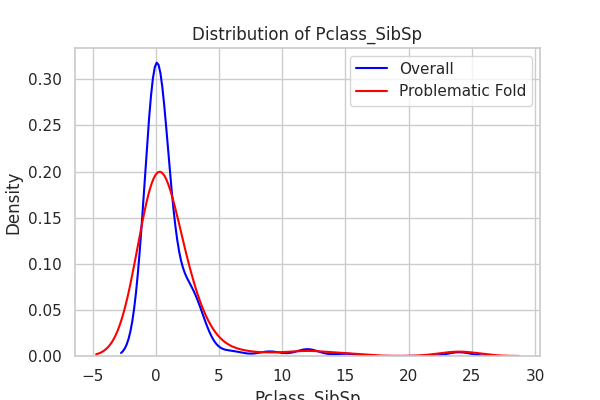 Distribution of Pclass_SibSp
Overall
Problematic Fold
Density
0.30
0.25
0.20
0.15
0.10
0.05
0.00
−5 0 5 10 15 20 25 30
Pclass_SibSp